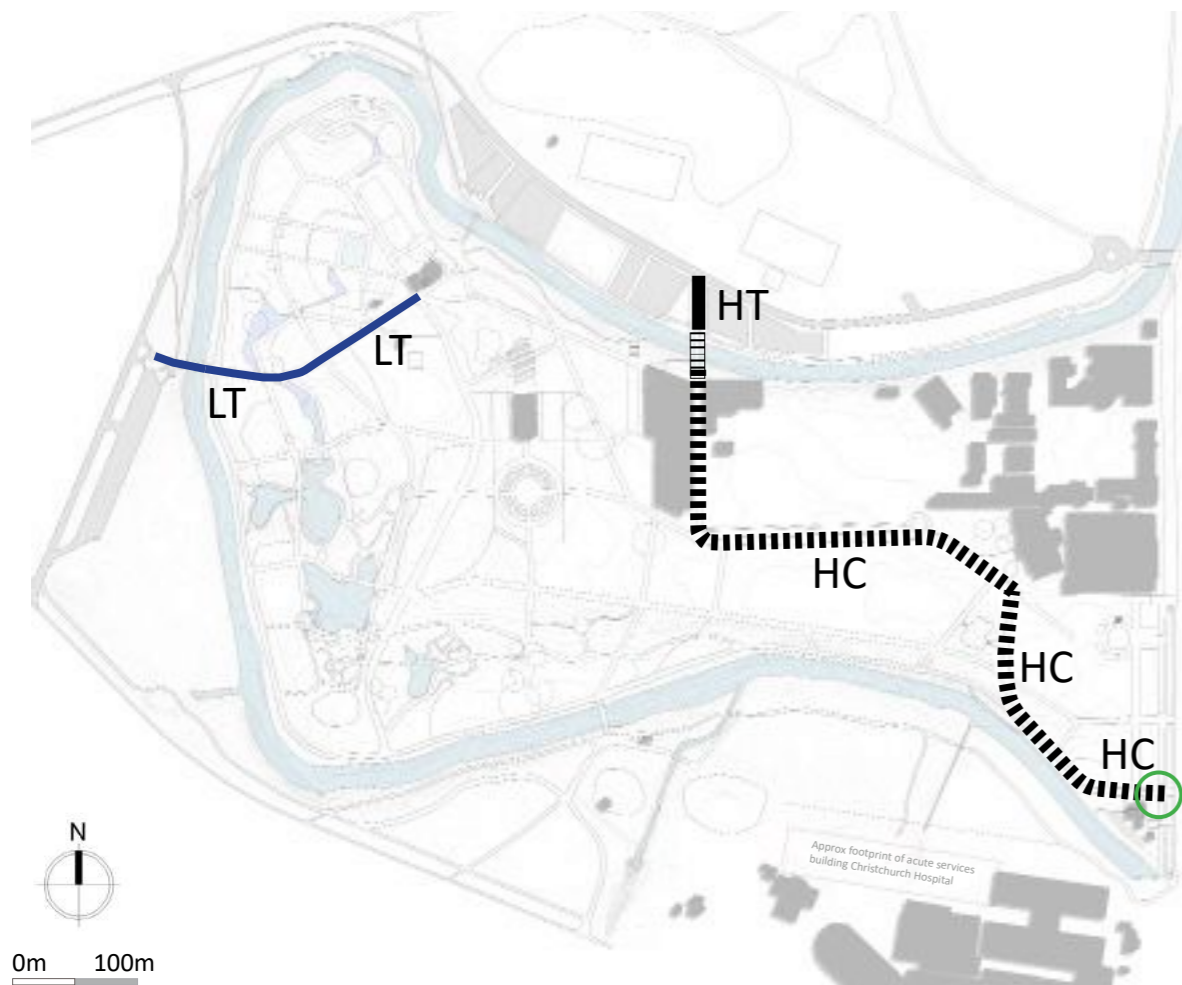 HT
LT
LT
HC
HC
HC
Approx footprint of acute services
building Christchurch Hospital
N
0m 100m